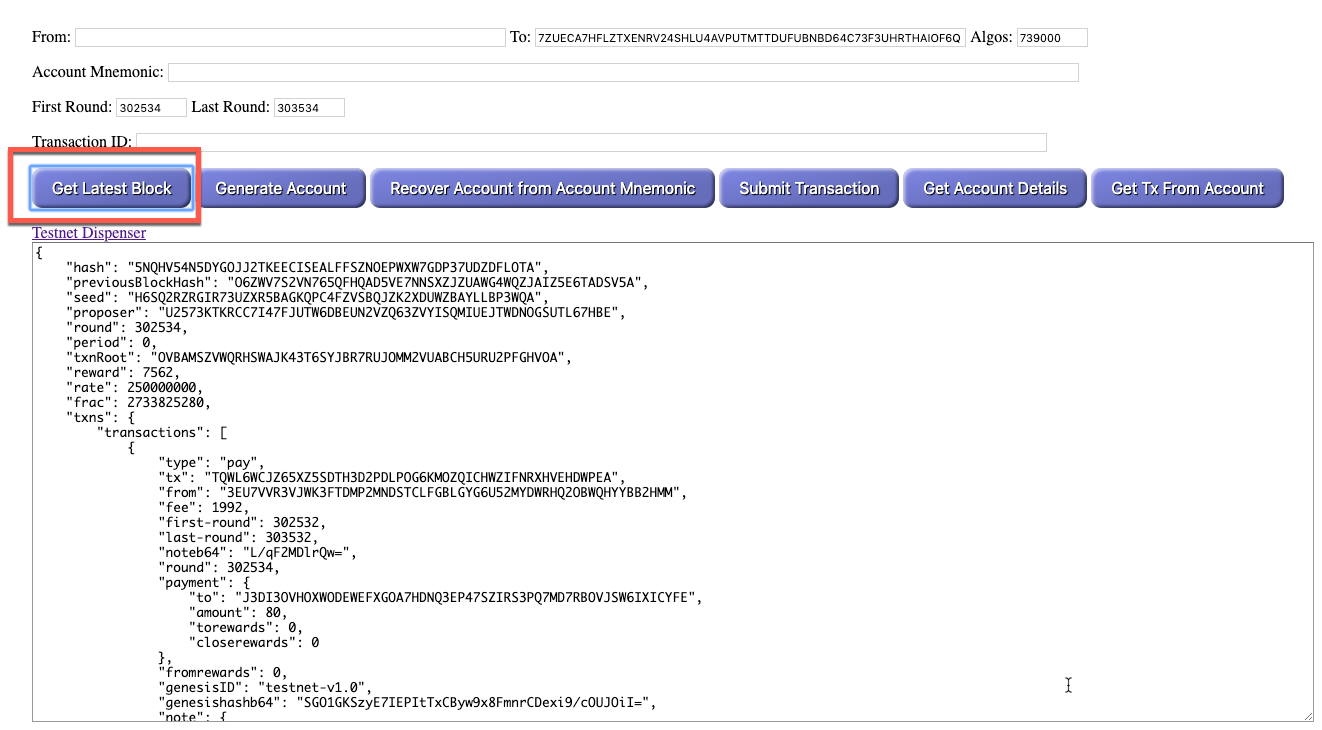 From: To: 7ZUECA7HFLZTXENRV24SHLU4AVPUTMTTDUFUBNBD64C73F3UHRTHAIOF6Q Algos: 739000
Account Mnemonic:
First Round: 302534 Last Round: 303534
Transaction ID:
Get Latest Block Generate Account Recover Account from Account Mnemonic Submit Transaction Get Account Details Get Tx From Account
Testnet Dispenser
{
"hash": "5NQHV54N5DYGOJJ2TKEECISEALFFSZNOEPWXW7GDP37UDZDFLOTA",
"previousBlockHash": "O6ZWV7S2VN765QFHQAD5VE7NNSXZJZUAWG4WQZJAIZ5E6TADSV5A",
"seed": "H6SQ2RZRGIR73UZXR5BAGKQPC4FZVSBQJZK2XDUWZBAYLLBP3WQA",
"proposer": "U2573KTKRCC7I47FJUTW6DBEUN2VZQ63ZVYISQMIUEJTWDNOGSUTL67HBE",
"round": 302534,
"period": 0,
"txnRoot": "OVBAMSZVWQRHSWAJK43T6SYJBR7RUJOMM2VUABCH5URU2PFGHVOA",
"reward": 7562,
"rate": 250000000,
"frac": 2733825280,
"txns": {
"transactions": [
{
"type": "pay",
"tx": "TQWL6WCJZ65XZ5SDTH3D2PDLPOG6KMOZQICHWZIFNRXHVEHDWPEA",
"from": "3EU7VVR3VJWK3FTDMP2MNDSTCLFGBLGYG6U52MYDWRHQ2OBWQHYYBB2HMM",
"fee": 1992,
"first-round": 302532,
"last-round": 303532,
"noteb64": "L/qF2MDlrQw=",
"round": 302534,
"payment": {
"to": "J3DI3OVHOXWODEWEFXGOA7HDNQ3EP47SZIRS3PQ7MD7RBOVJSW6IXICYFE",
"amount": 80,
"torewards": 0,
"closerewards": 0
},
"fromrewards": 0,
"genesisID": "testnet-v1.0",
"genesishashb64": "SGO1GKSzyE7IEPItTxCByw9x8FmnrCDexi9/cOUJOiI=",
"note": {